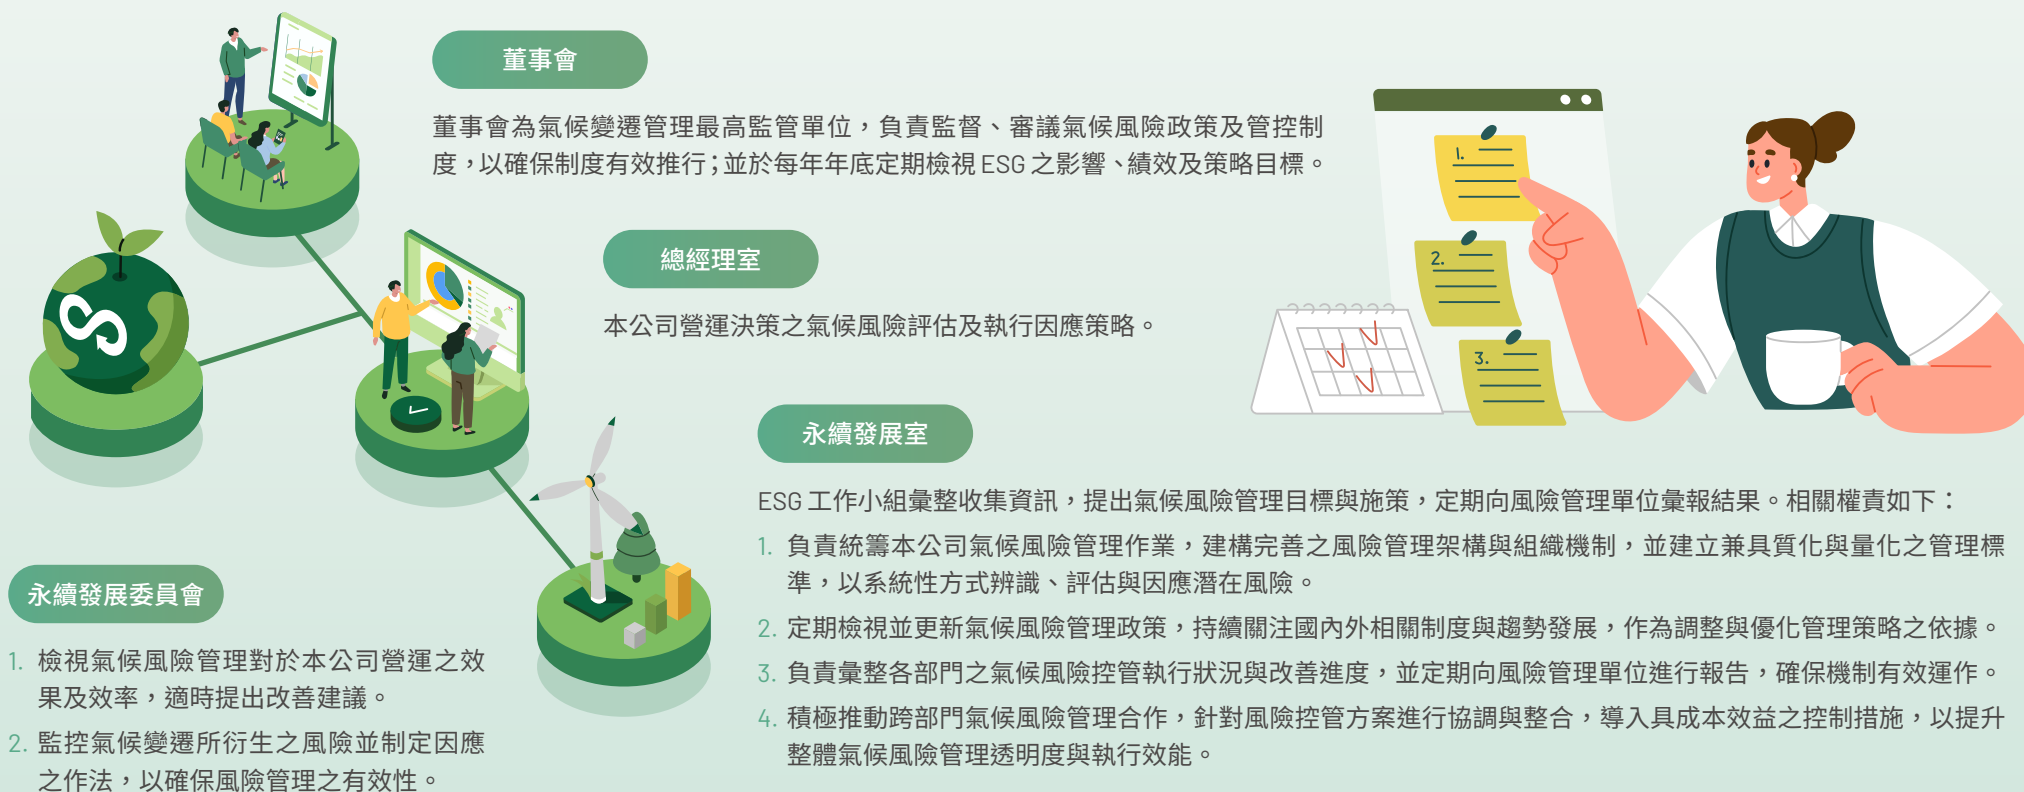 董事會
董事會為氣候變遷管理最高監管單位，負責監督、審議氣候風險政策及管控制
度，以確保制度有效推行；並於每年年底定期檢視 ESG 之影響、績效及策略目標。
總經理室
本公司營運決策之氣候風險評估及執行因應策略。
1.
2.
3.
永續發展室
ESG 工作小組彙整收集資訊，提出氣候風險管理目標與施策，定期向風險管理單位彙報結果。相關權責如下：
1. 負責統籌本公司氣候風險管理作業，建構完善之風險管理架構與組織機制，並建立兼具質化與量化之管理標
準，以系統性方式辨識、評估與因應潛在風險。
2. 定期檢視並更新氣候風險管理政策，持續關注國內外相關制度與趨勢發展，作為調整與優化管理策略之依據。
3. 負責彙整各部門之氣候風險控管執行狀況與改善進度，並定期向風險管理單位進行報告，確保機制有效運作。
4. 積極推動跨部門氣候風險管理合作，針對風險控管方案進行協調與整合，導入具成本效益之控制措施，以提升
整體氣候風險管理透明度與執行效能。
永續發展委員會
1. 檢視氣候風險管理對於本公司營運之效
果及效率，適時提出改善建議。
2. 監控氣候變遷所衍生之風險並制定因應
之作法，以確保風險管理之有效性。